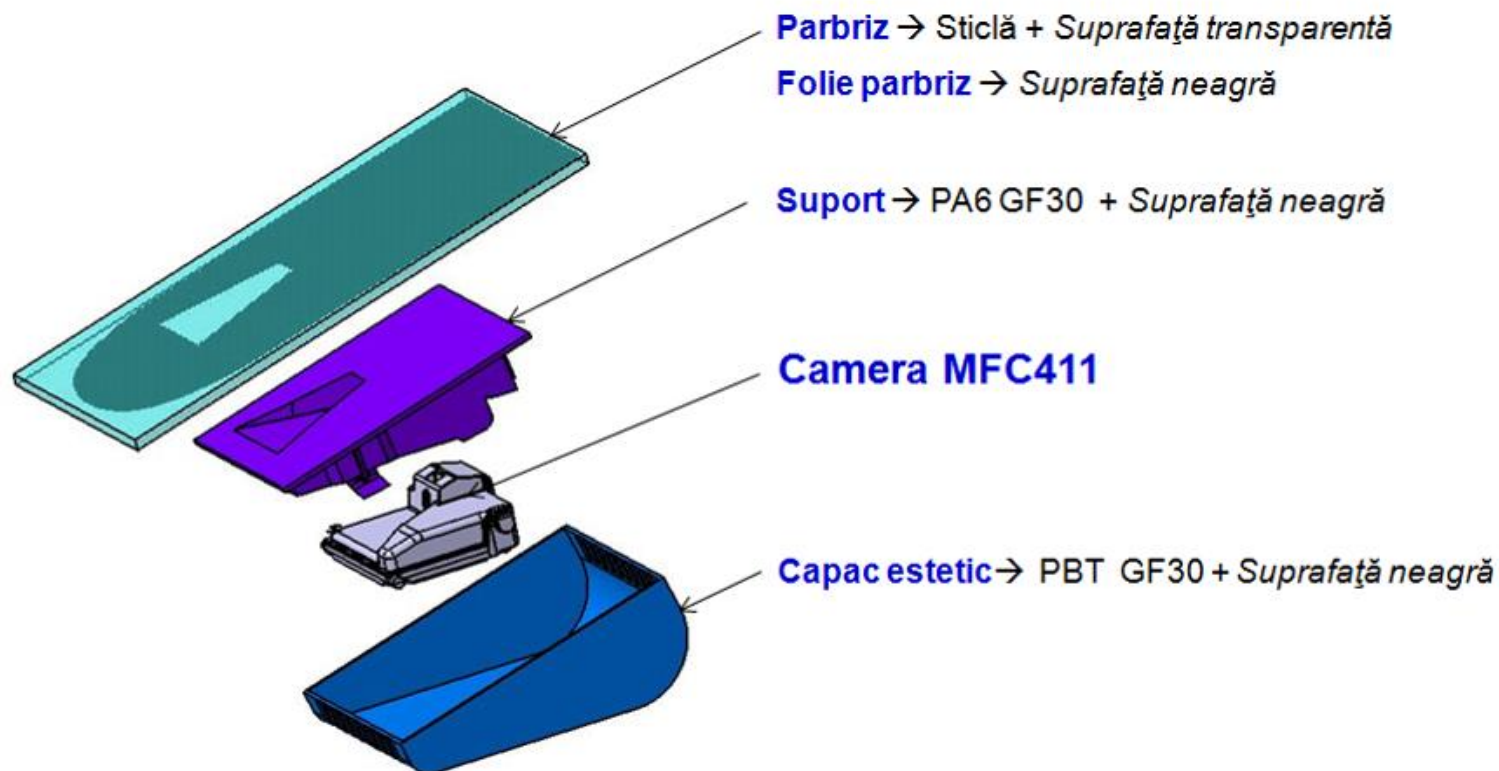 Parbriz → Sticlă + Suprafaţă transparentă
Folie parbriz → Suprafaţă neagră
Suport → PA6 GF30 + Suprafaţă neagră
Camera MFC411
Capac estetic → PBT GF30 + Suprafaţă neagră